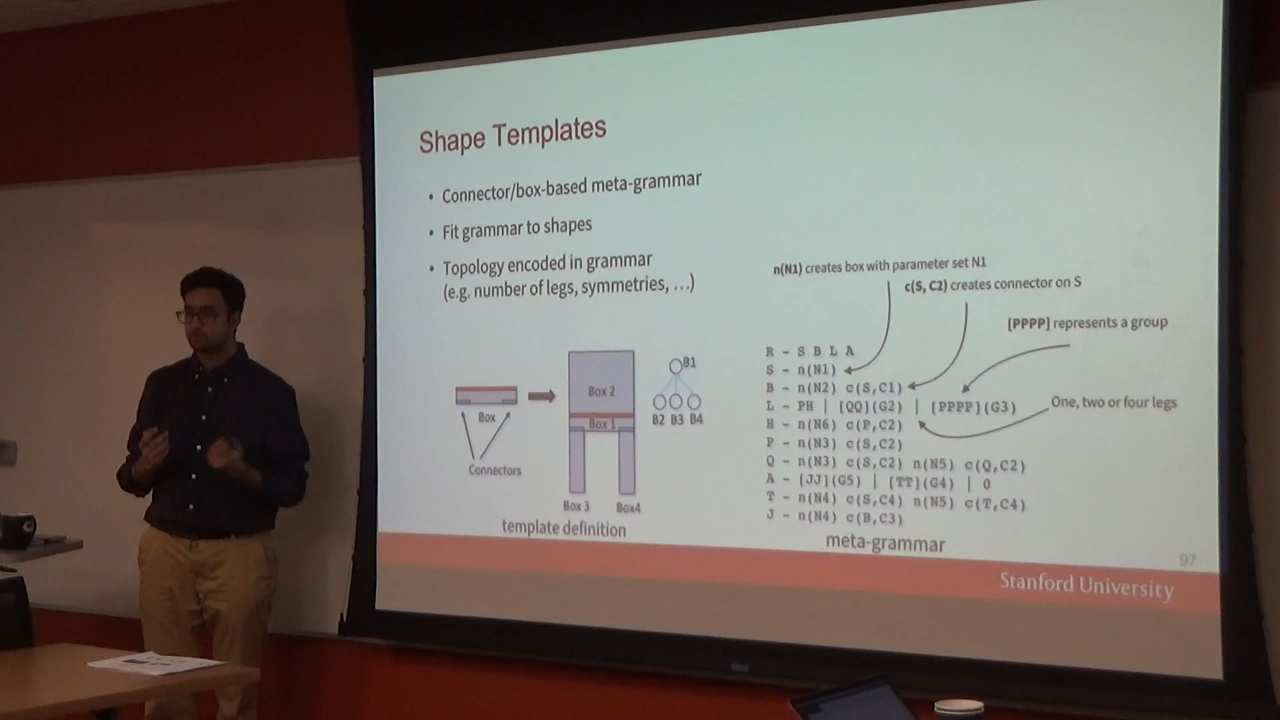 Shape Templates
• Connector/box-based meta-grammar
• Fit grammar to shapes
• Topology encoded in grammar
(e.g. number of legs, symmetries, ...)
Box
Connectors
Box 2
Box 1
Box 3
Box4
B1
B2 B3 B4
template definition
n(N1) creates box with parameter set N1
c(S, C2) creates connector on S
[PPPP] represents a group
One, two or four legs
R - S B L A
S - n(N1)
B - n(N2) c(S,C1)
L - PH | [QQ](G2) | [PPPP](G3)
H - n(N6) c(P,C2)
P - n(N3) c(S,C2)
Q - n(N3) c(S,C2) n(N5) c(Q,C2)
A - [JJ](G5) | [TT](G4) | 0
T - n(N4) c(S,C4) n(N5) c(T,C4)
J - n(N4) c(B,C3)
meta-grammar
97
Stanford University